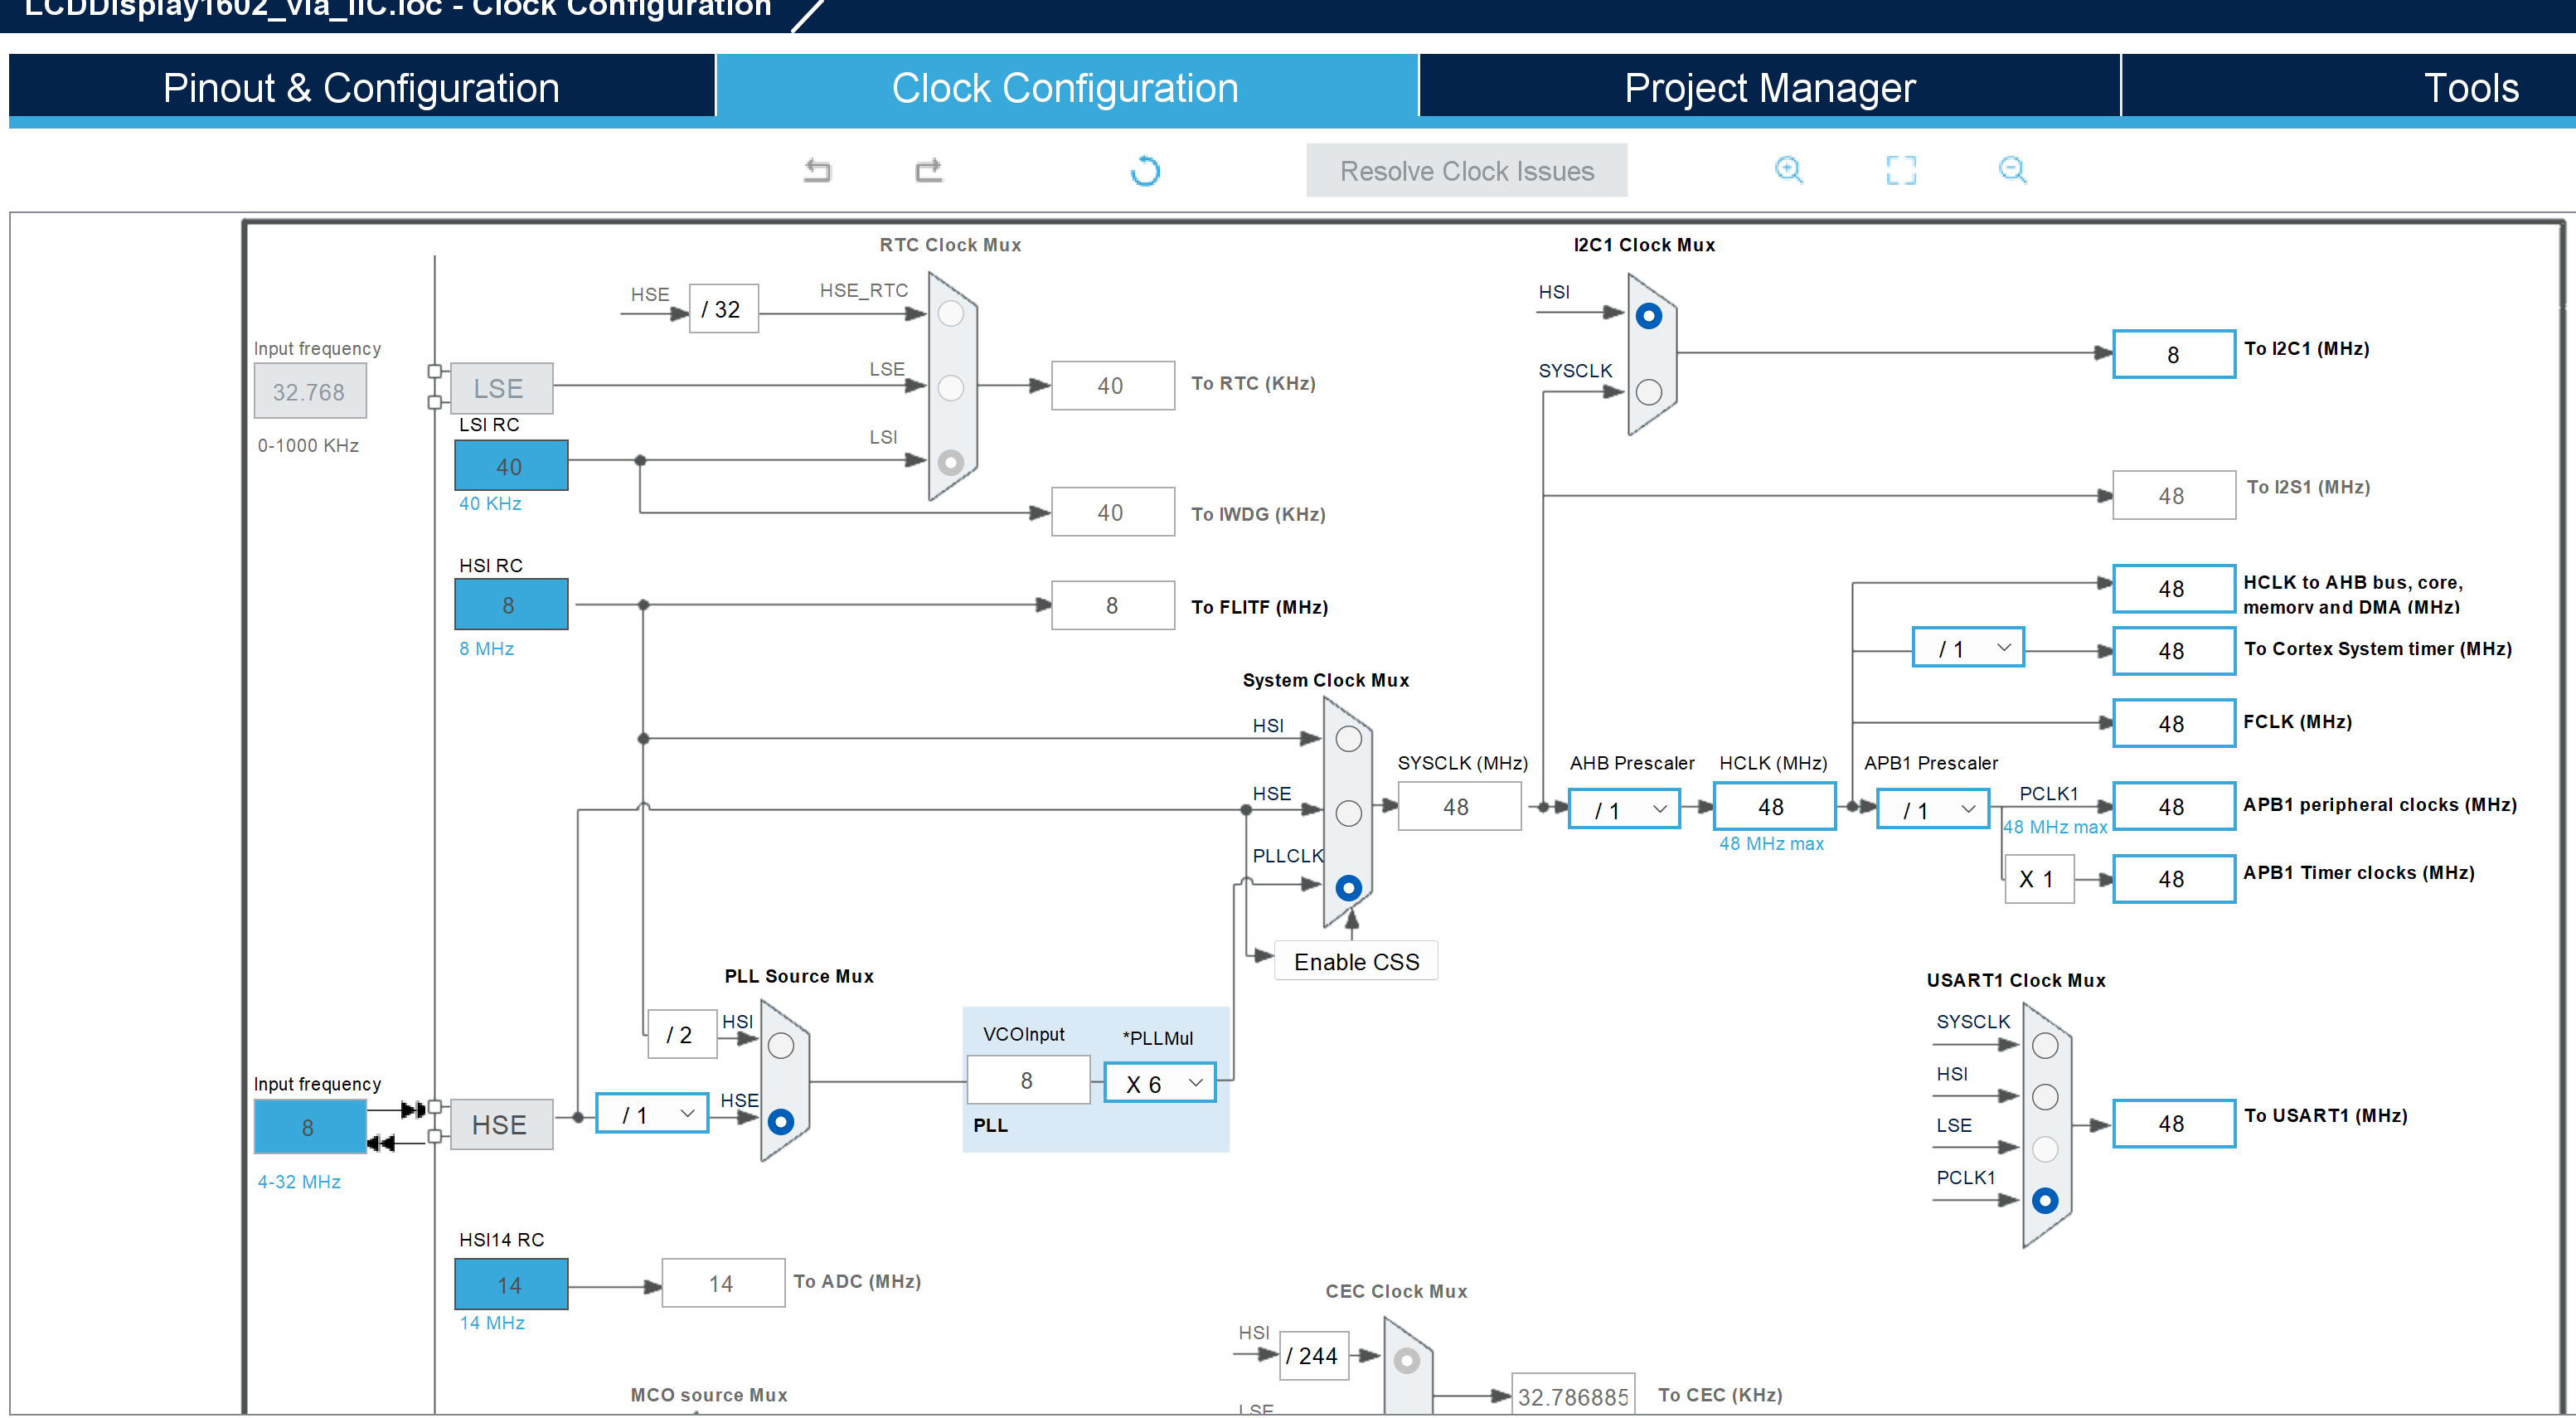 LCDDisplay1602_via_IIC.ioc - Clock Configuration
Pinout & Configuration
Clock Configuration
Project Manager
Tools
Resolve Clock Issues
RTC Clock Mux
I2C1 Clock Mux
HSE
/ 32
HSE_RTC
HSI
Input frequency
32.768
0-1000 KHz
LSE
LSE
40
To RTC (KHz)
SYSCLK
8
To I2C1 (MHz)
LSI RC
40
40 KHz
LSI
40
To IWDG (KHz)
48
To I2S1 (MHz)
HSI RC
8
8 MHz
8
To FLITF (MHz)
48
HCLK to AHB bus, core,
memory and DMA (MHz)
/ 1
48
To Cortex System timer (MHz)
System Clock Mux
HSI
48
FCLK (MHz)
HSE
SYSCLK (MHz)
48
AHB Prescaler
/ 1
HCLK (MHz)
48
48 MHz max
APB1 Prescaler
/ 1
PCLK1
48 MHz max
48
APB1 peripheral clocks (MHz)
PLLCLK
X 1
48
APB1 Timer clocks (MHz)
Enable CSS
PLL Source Mux
/ 2
HSI
VCOInput
8
*PLLMul
X 6
PLL
Input frequency
8
4-32 MHz
HSE
/ 1
HSE
USART1 Clock Mux
SYSCLK
HSI
LSE
PCLK1
48
To USART1 (MHz)
HSI14 RC
14
14 MHz
14
To ADC (MHz)
CEC Clock Mux
HSI
/ 244
LSE
32.786885
To CEC (KHz)
MCO source Mux